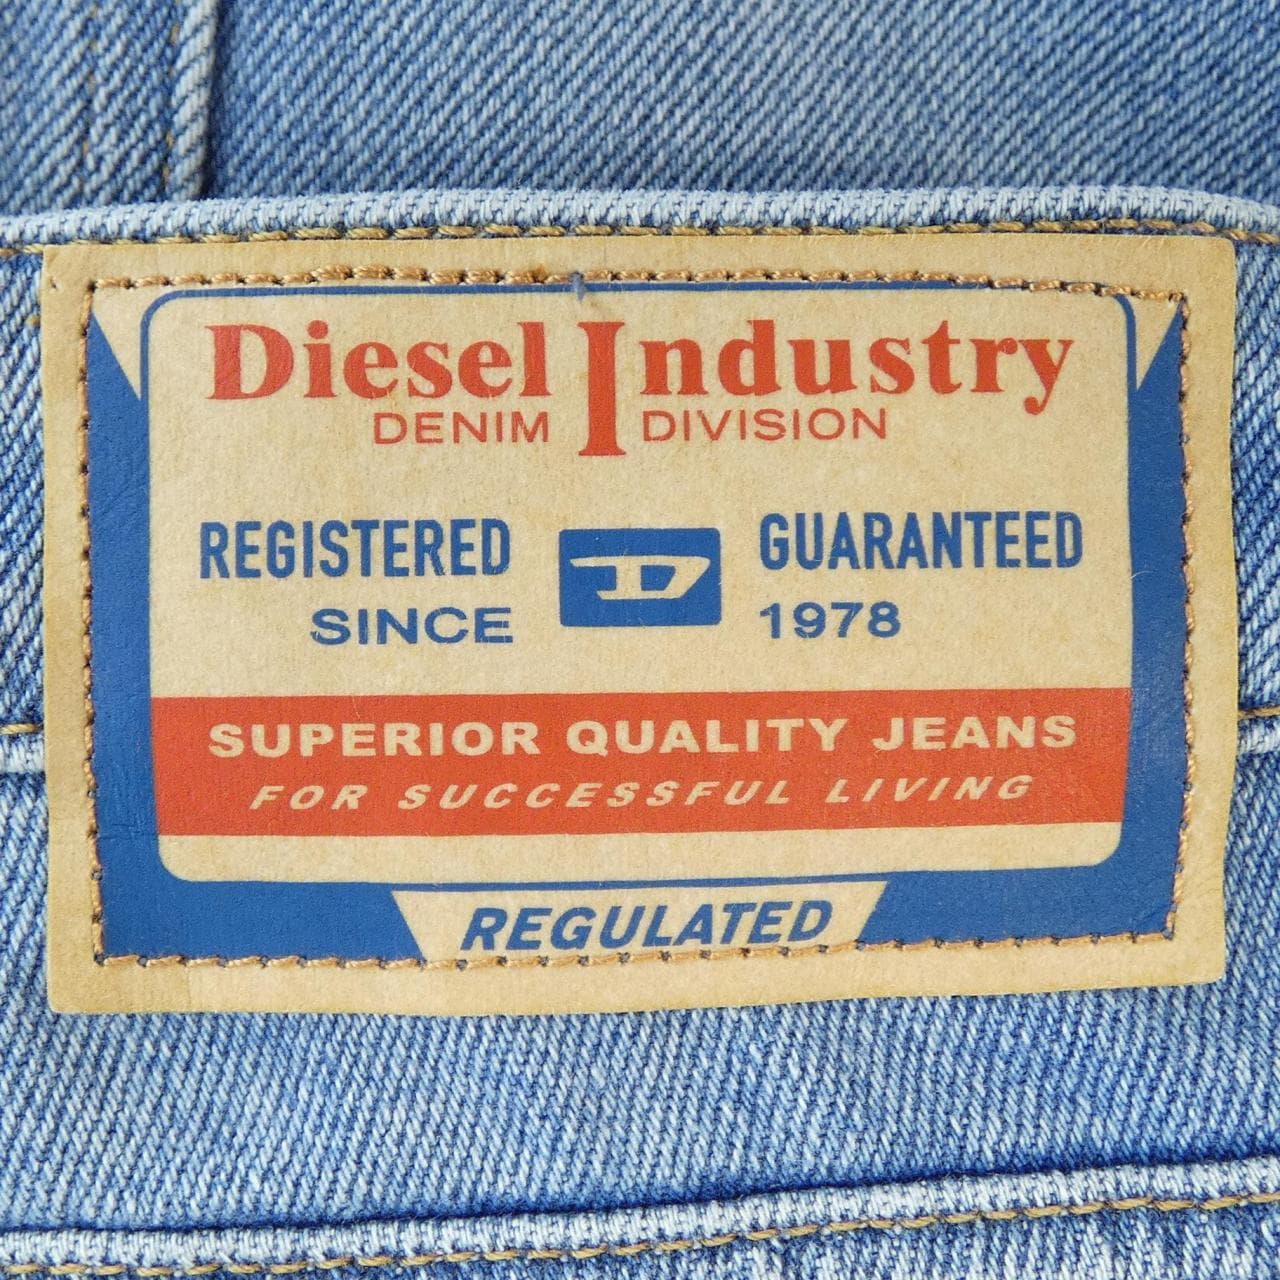 Diesel Industry
DENIM DIVISION
REGISTERED D GUARANTEED
SINCE 1978
SUPERIOR QUALITY JEANS
FOR SUCCESSFUL LIVING
REGULATED